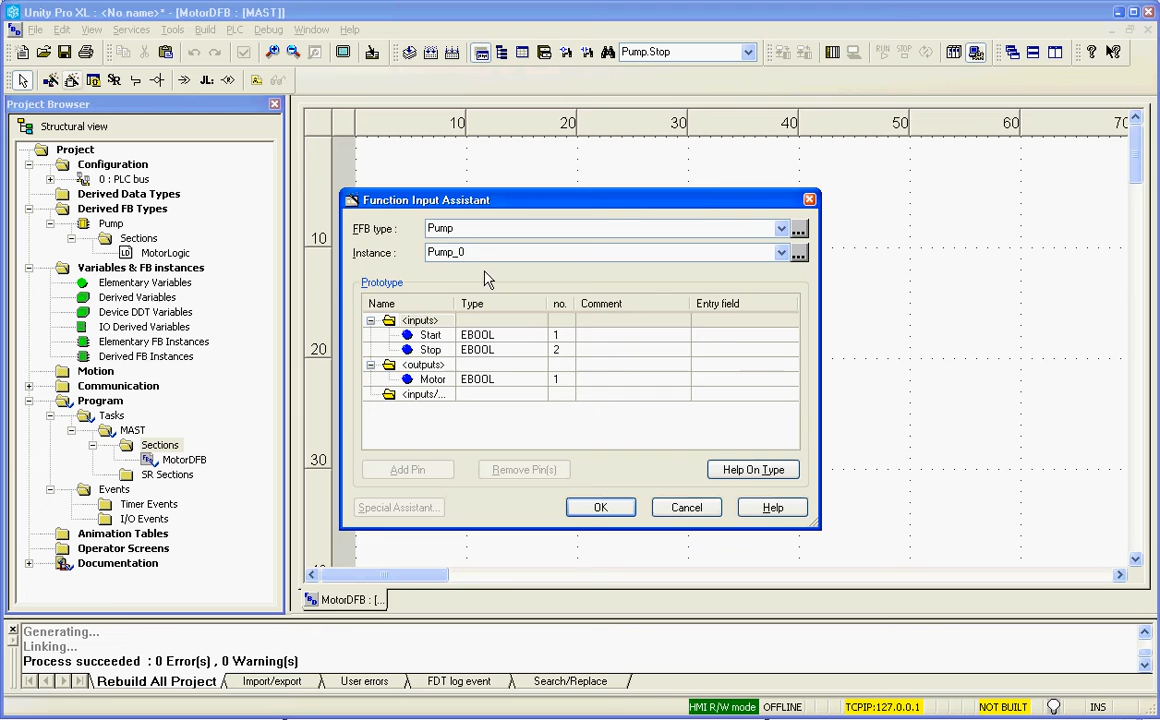 Unity Pro XL : <No name>* - [MotorDFB : [MAST]]
File Edit View Services Tools Build PLC Debug Window Help
Pump.Stop
RUN STOP
SR JL:
Project Browser
Structural view
Project
Configuration
0 : PLC bus
Derived Data Types
Derived FB Types
Pump
Sections
LD MotorLogic
Variables & FB instances
Elementary Variables
Derived Variables
Device DDT Variables
IO Derived Variables
Elementary FB Instances
Derived FB Instances
Motion
Communication
Program
Tasks
MAST
Sections
MotorDFB
SR Sections
Events
Timer Events
I/O Events
Animation Tables
Operator Screens
Documentation
10 20 30 40 50 60 70
10
20
30
Function Input Assistant
FFB type : Pump ...
Instance : Pump_0 ...
Prototype
Name Type no. Comment Entry field
<inputs>
Start EBOOL 1
Stop EBOOL 2
<outputs>
Motor EBOOL 1
<inputs/...
Add Pin Remove Pin(s) Help On Type
Special Assistant... OK Cancel Help
MotorDFB : [...
Generating...
Linking...
Process succeeded : 0 Error(s) , 0 Warning(s)
Rebuild All Project Import/export User errors FDT log event Search/Replace
HMI R/W mode OFFLINE TCPIP:127.0.0.1 NOT BUILT INS